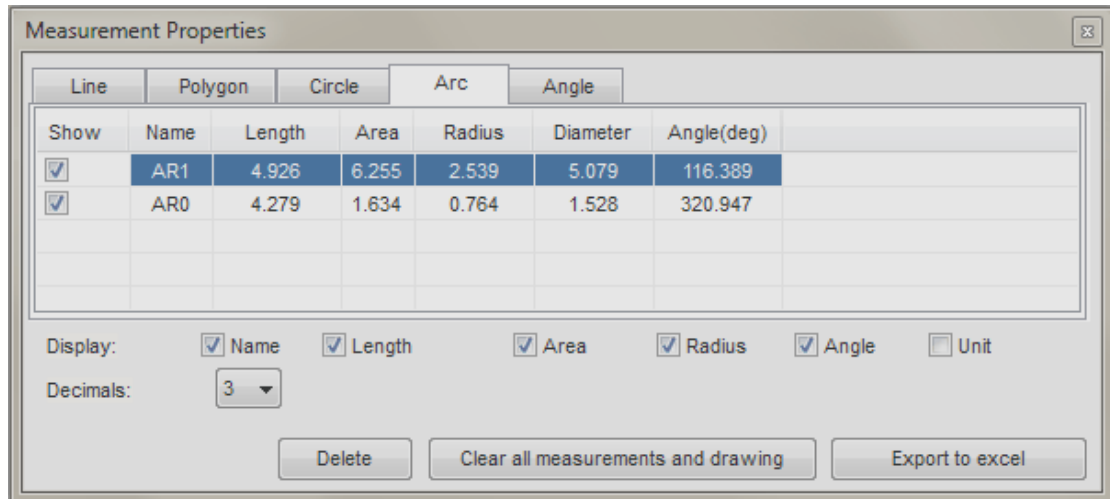 Measurement Properties
Line Polygon Circle Arc Angle
Show Name Length Area Radius Diameter Angle(deg)
AR1 4.926 6.255 2.539 5.079 116.389
AR0 4.279 1.634 0.764 1.528 320.947
Display: Name Length Area Radius Angle Unit
Decimals: 3
Delete Clear all measurements and drawing Export to excel